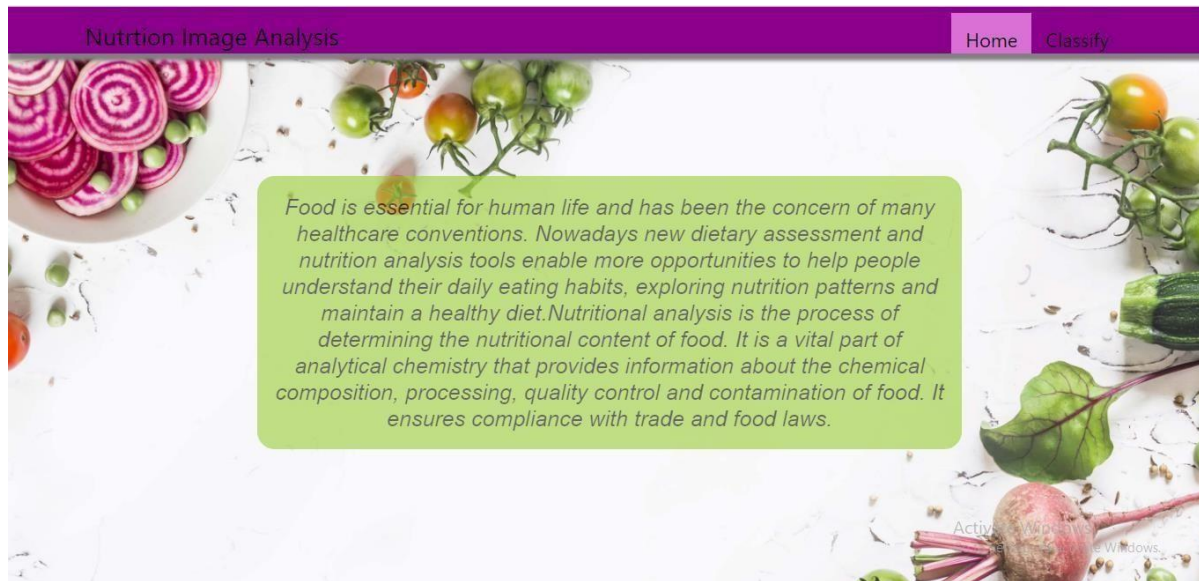 Nutrtion Image Analysis
Home Classify
Food is essential for human life and has been the concern of many
healthcare conventions. Nowadays new dietary assessment and
nutrition analysis tools enable more opportunities to help people
understand their daily eating habits, exploring nutrition patterns and
maintain a healthy diet.Nutritional analysis is the process of
determining the nutritional content of food. It is a vital part of
analytical chemistry that provides information about the chemical
composition, processing, quality control and contamination of food. It
ensures compliance with trade and food laws.
Windows
Windows.